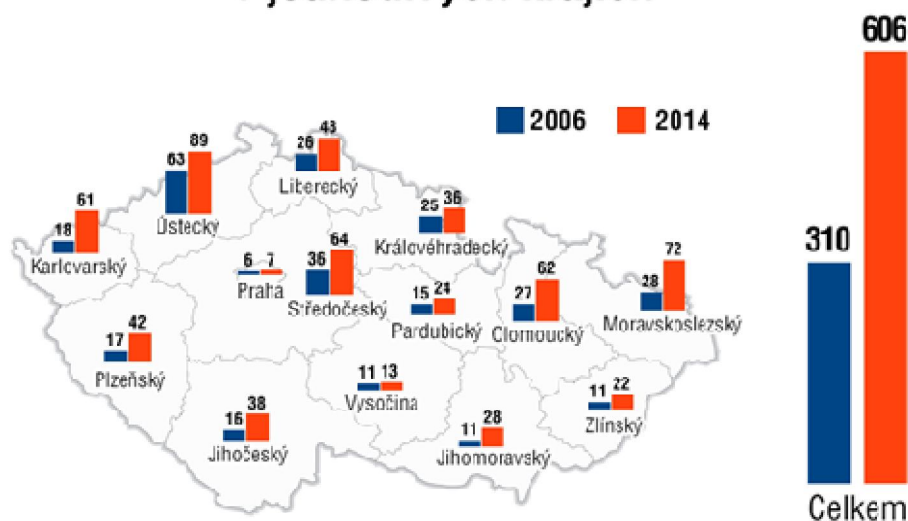 606
2006 2014
63 89
Ústecký
26 48
Liberecký
25 36
Královéhradecký
18 61
Karlovarský
310
6 7
Praha
36 64
Středočeský
15 24
Pardubický
27 62
Olomoucký
28 72
Moravskoslezský
17 42
Plzeňský
11 13
Vysočina
11 22
Zlínský
16 38
Jihočeský
11 28
Jihomoravský
Celkem